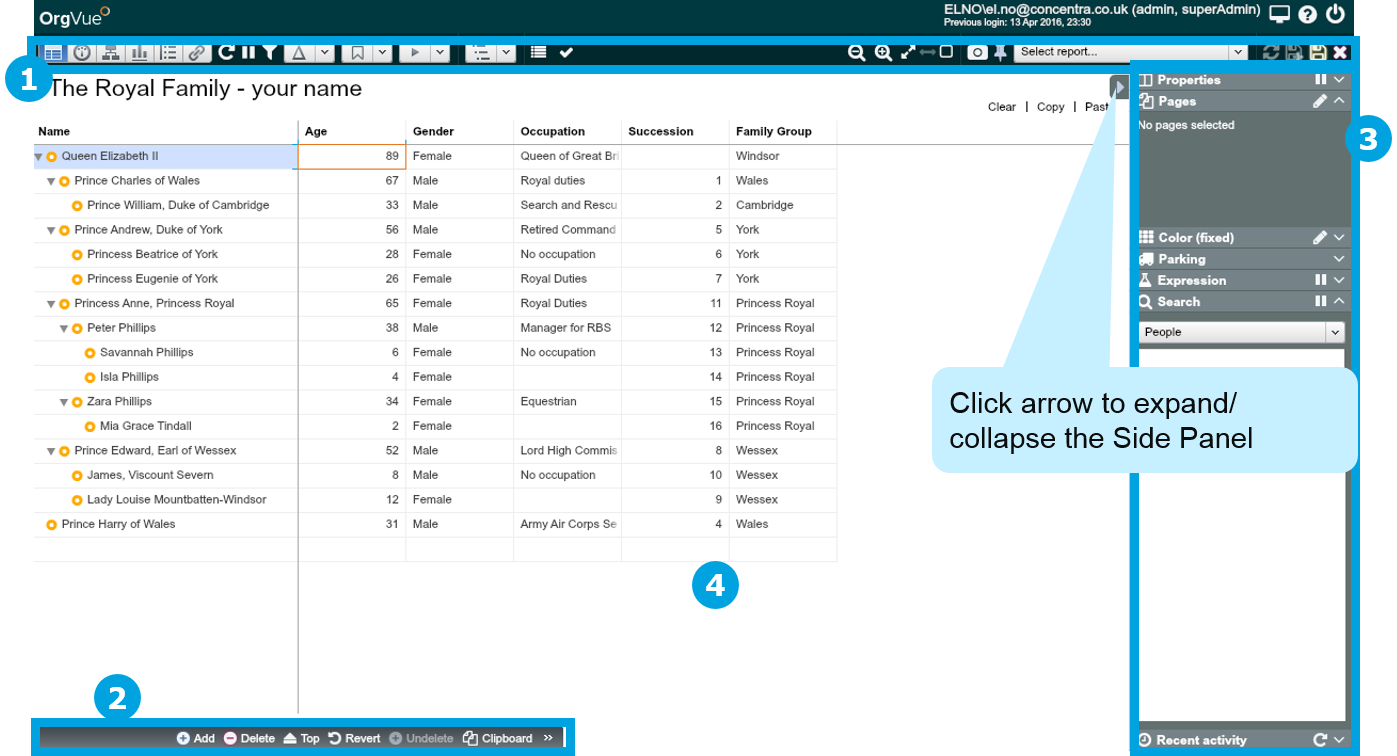 OrgVue
ELNO\el.no@concentra.co.uk (admin, superAdmin)
Previous login: 13 Apr 2016, 23:30
Select report...
1
The Royal Family - your name
Clear | Copy | Past
Name Age Gender Occupation Succession Family Group
Queen Elizabeth II 89 Female Queen of Great Bri Windsor
Prince Charles of Wales 67 Male Royal duties 1 Wales
Prince William, Duke of Cambridge 33 Male Search and Rescu 2 Cambridge
Prince Andrew, Duke of York 56 Male Retired Command 5 York
Princess Beatrice of York 28 Female No occupation 6 York
Princess Eugenie of York 26 Female Royal Duties 7 York
Princess Anne, Princess Royal 65 Female Royal Duties 11 Princess Royal
Peter Phillips 38 Male Manager for RBS 12 Princess Royal
Savannah Phillips 6 Female No occupation 13 Princess Royal
Isla Phillips 4 Female 14 Princess Royal
Zara Phillips 34 Female Equestrian 15 Princess Royal
Mia Grace Tindall 2 Female 16 Princess Royal
Prince Edward, Earl of Wessex 52 Male Lord High Commis 8 Wessex
James, Viscount Severn 8 Male No occupation 10 Wessex
Lady Louise Mountbatten-Windsor 12 Female 9 Wessex
Prince Harry of Wales 31 Male Army Air Corps Se 4 Wales
4
2
Add Delete Top Revert Undelete Clipboard »
Properties
Pages
No pages selected
3
Color (fixed)
Parking
Expression
Search
People
Click arrow to expand/
collapse the Side Panel
Recent activity